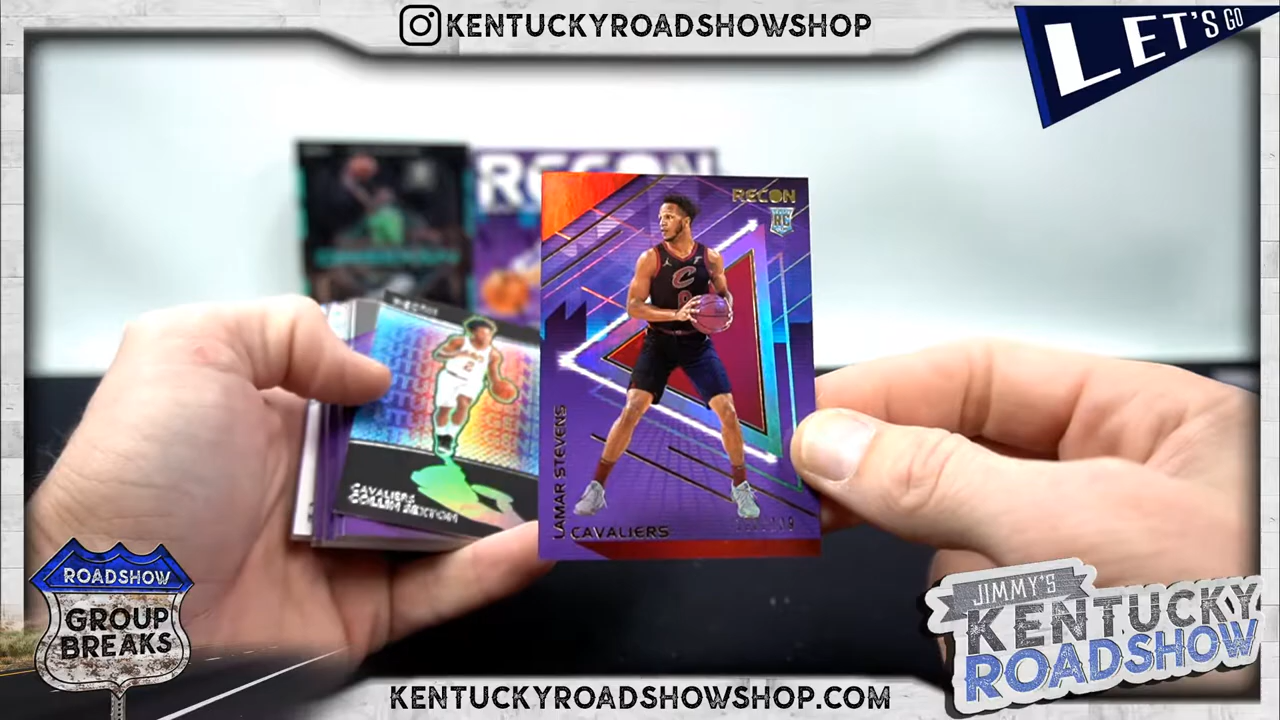 KENTUCKYROADSHOWSHOP
LET'S GO
RECON
RECON
RC
LAMAR STEVENS
CAVALIERS
CAVALIERS
COLLIN SEXTON
ROADSHOW
GROUP
BREAKS
JIMMY'S
KENTUCKY
ROADSHOW
KENTUCKYROADSHOWSHOP.COM